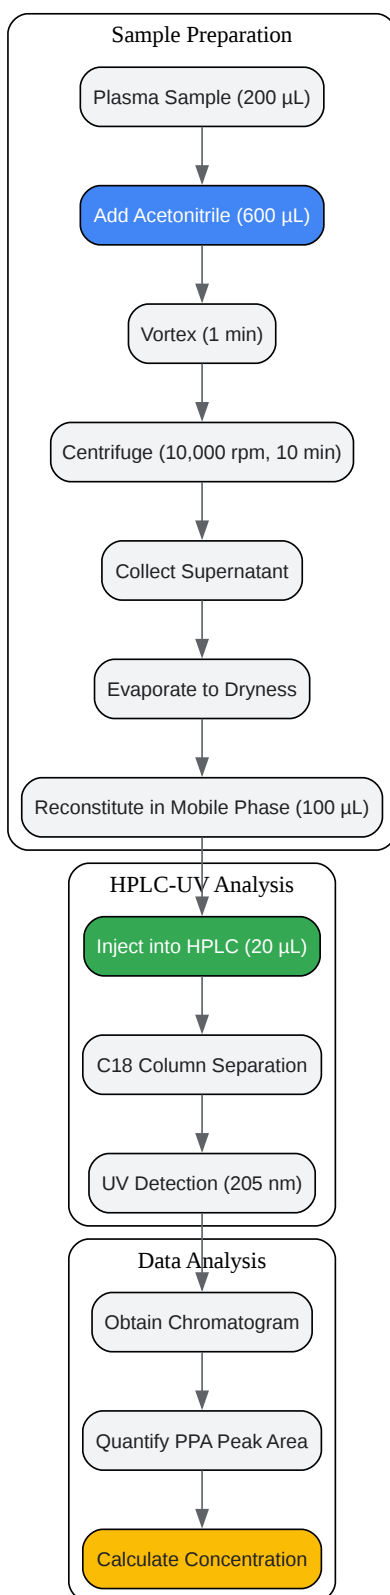 Sample Preparation
Plasma Sample (200 µL)
Add Acetonitrile (600 µL)
Vortex (1 min)
Centrifuge (10,000 rpm, 10 min)
Collect Supernatant
Evaporate to Dryness
Reconstitute in Mobile Phase (100 µL)
HPLC-UV Analysis
Inject into HPLC (20 µL)
C18 Column Separation
UV Detection (205 nm)
Data Analysis
Obtain Chromatogram
Quantify PPA Peak Area
Calculate Concentration